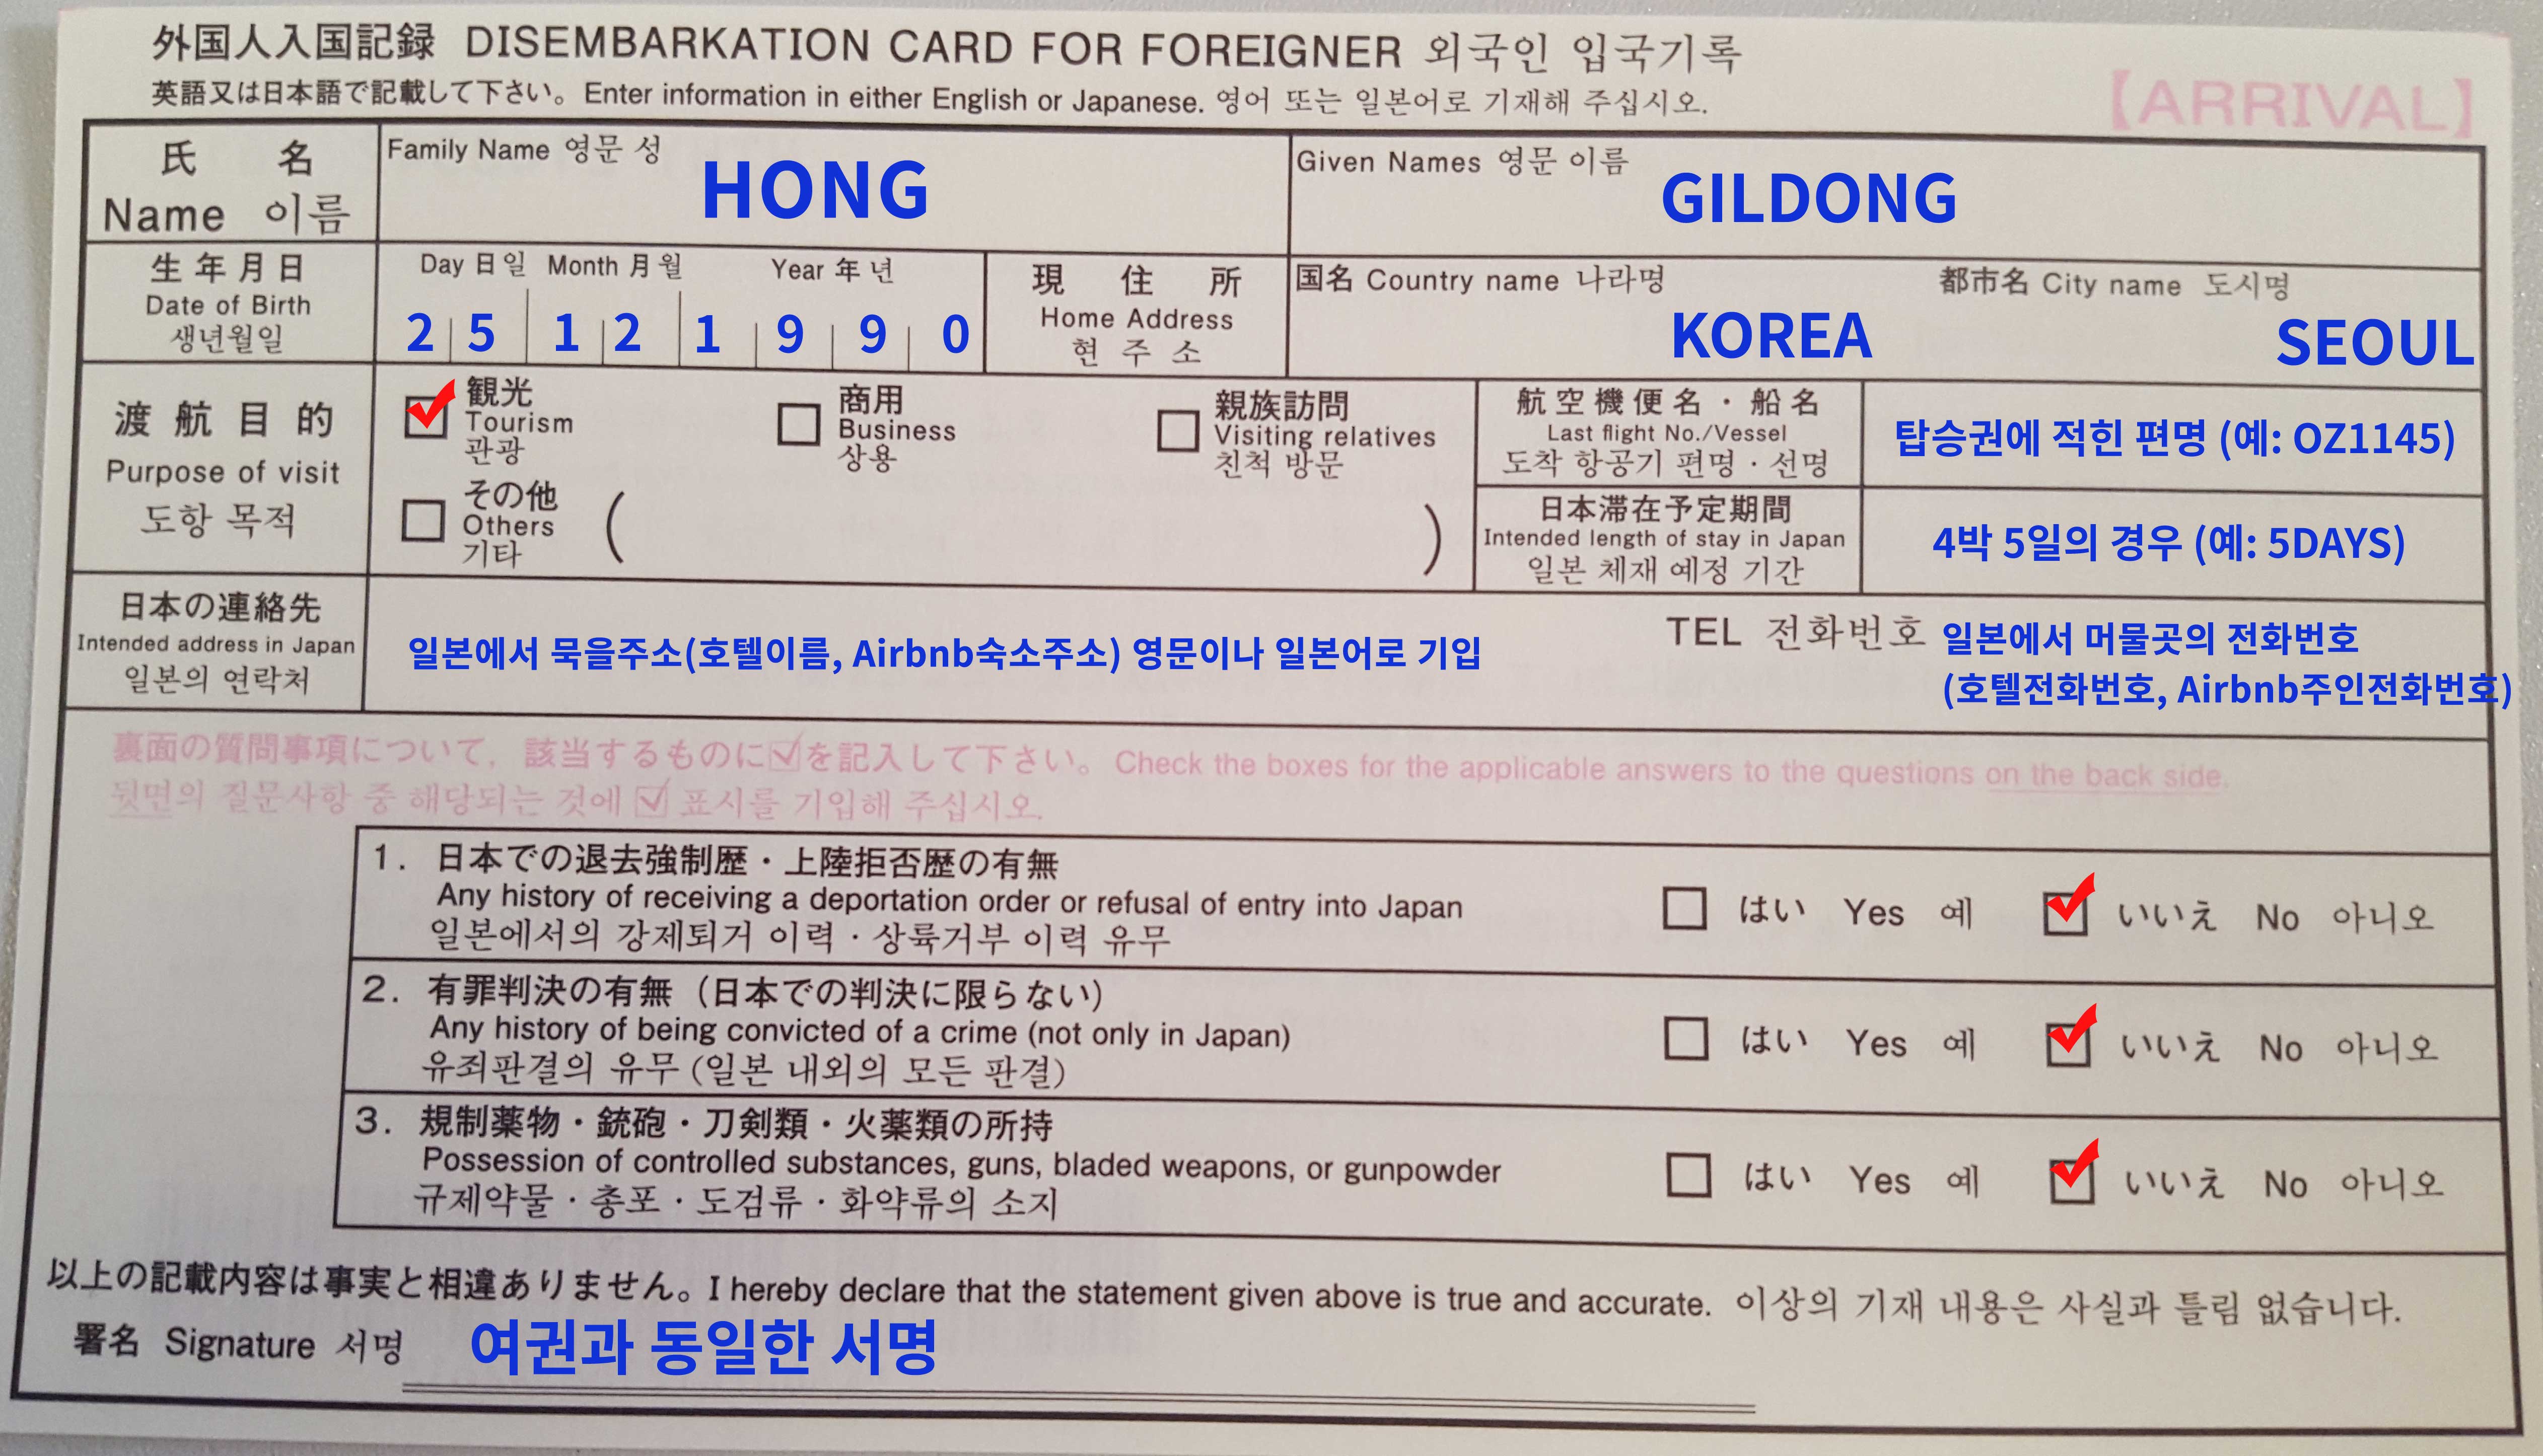 外国人入国記録 DISEMBARKATION CARD FOR FOREIGNER 외국인 입국기록
英語又は日本語で記載して下さい。Enter information in either English or Japanese. 영어 또는 일본어로 기재해 주십시오.
【ARRIVAL】
氏 名
Name 이름
Family Name 영문 성
HONG
Given Names 영문 이름
GILDONG
生年月日
Date of Birth
생년월일
Day 日 일 Month 月 월 Year 年 년
2 5 1 2 1 9 9 0
現 住 所
Home Address
현 주 소
国名 Country name 나라명
KOREA
都市名 City name 도시명
SEOUL
渡航目的
Purpose of visit
도항 목적
観光
Tourism
관광
商用
Business
상용
親族訪問
Visiting relatives
친척 방문
その他
Others
기타
( )
航空機便名・船名
Last flight No./Vessel
도착 항공기 편명・선명
탑승권에 적힌 편명 (예: OZ1145)
日本滞在予定期間
Intended length of stay in Japan
일본 체재 예정 기간
4박 5일의 경우 (예: 5DAYS)
日本の連絡先
Intended address in Japan
일본의 연락처
일본에서 묵을주소(호텔이름, Airbnb숙소주소) 영문이나 일본어로 기입
TEL 전화번호 일본에서 머물곳의 전화번호
(호텔전화번호, Airbnb주인전화번호)
裏面の質問事項について，該当するものに☑を記入して下さい。Check the boxes for the applicable answers to the questions on the back side.
뒷면의 질문사항 중 해당되는 것에 ☑ 표시를 기입해 주십시오.
1. 日本での退去強制歴・上陸拒否歴の有無
Any history of receiving a deportation order or refusal of entry into Japan
일본에서의 강제퇴거 이력・상륙거부 이력 유무
□ はい Yes 예 ☑ いいえ No 아니오
2. 有罪判決の有無（日本での判決に限らない）
Any history of being convicted of a crime (not only in Japan)
유죄판결의 유무 (일본 내외의 모든 판결)
□ はい Yes 예 ☑ いいえ No 아니오
3. 規制薬物・銃砲・刀剣類・火薬類の所持
Possession of controlled substances, guns, bladed weapons, or gunpowder
규제약물・총포・도검류・화약류의 소지
□ はい Yes 예 ☑ いいえ No 아니오
以上の記載内容は事実と相違ありません。I hereby declare that the statement given above is true and accurate. 이상의 기재 내용은 사실과 틀림 없습니다.
署名 Signature 서명 여권과 동일한 서명